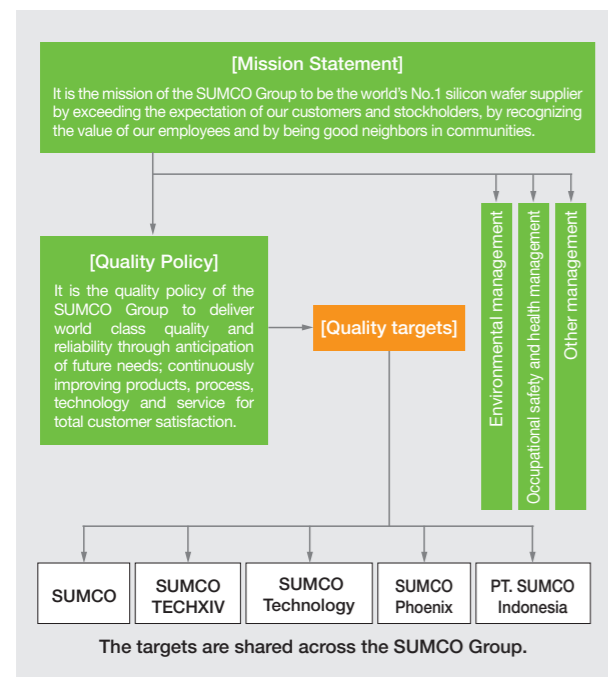 [Mission Statement]
It is the mission of the SUMCO Group to be the world's No.1 silicon wafer supplier
by exceeding the expectation of our customers and stockholders, by recognizing
the value of our employees and by being good neighbors in communities.
[Quality Policy]
It is the quality policy of the
SUMCO Group to deliver
world class quality and
reliability through anticipation
of future needs; continuously
improving products, process,
technology and service for
total customer satisfaction.
[Quality targets]
Environmental management
Occupational safety and health management
Other management
SUMCO
SUMCO
TECHXIV
SUMCO
Technology
SUMCO
Phoenix
PT. SUMCO
Indonesia
The targets are shared across the SUMCO Group.